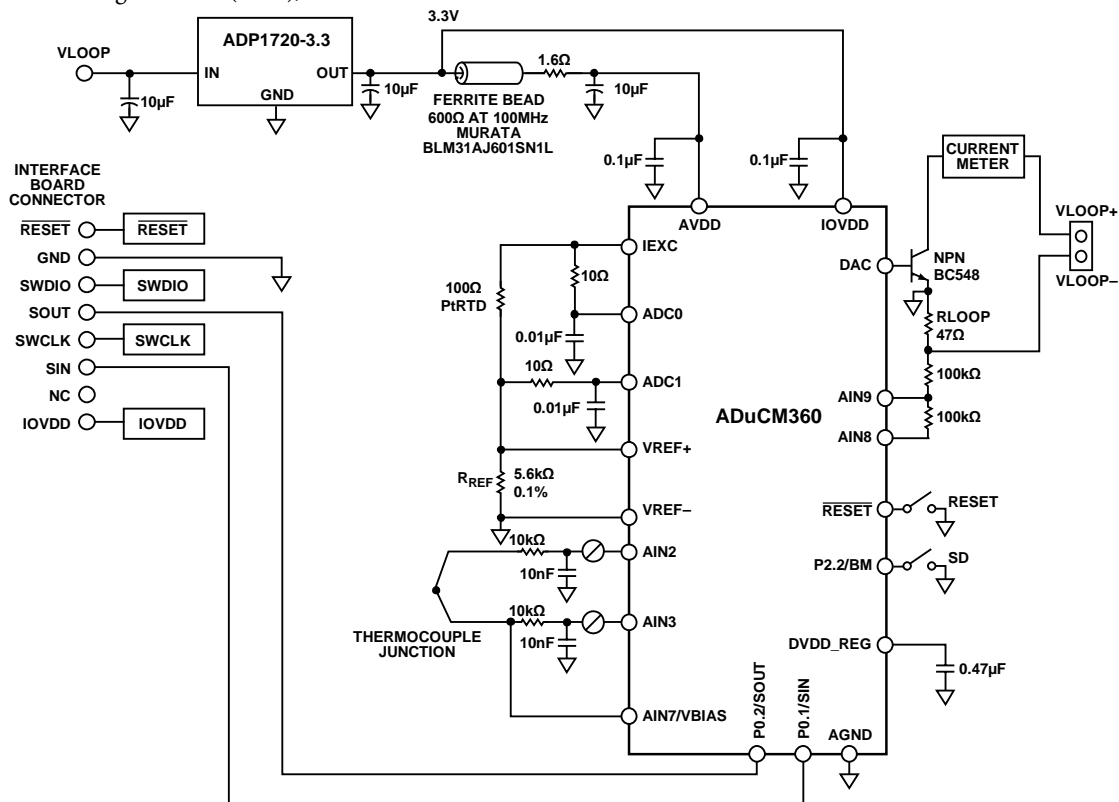 3.3V
ADP1720-3.3
VLOOP
IN
OUT
GND
10µF
10µF
1.6Ω
10µF
FERRITE BEAD
600Ω AT 100MHz
MURATA
BLM31AJ601SN1L
0.1µF
0.1µF
CURRENT
METER
INTERFACE
BOARD
CONNECTOR
RESET
RESET
GND
SWDIO
SWDIO
SOUT
SWCLK
SWCLK
SIN
NC
IOVDD
IOVDD
AVDD
IOVDD
IEXC
DAC
VLOOP+
VLOOP–
NPN
BC548
100Ω
PtRTD
10Ω
ADC0
0.01µF
RLOOP
47Ω
10Ω
ADC1
0.01µF
100kΩ
AIN9
100kΩ
AIN8
ADuCM360
VREF+
RREF
5.6kΩ
0.1%
VREF–
RESET
RESET
10kΩ
AIN2
10nF
P2.2/BM
SD
10kΩ
AIN3
10nF
THERMOCOUPLE
JUNCTION
DVDD_REG
0.47µF
AIN7/VBIAS
P0.2/SOUT
P0.1/SIN
AGND